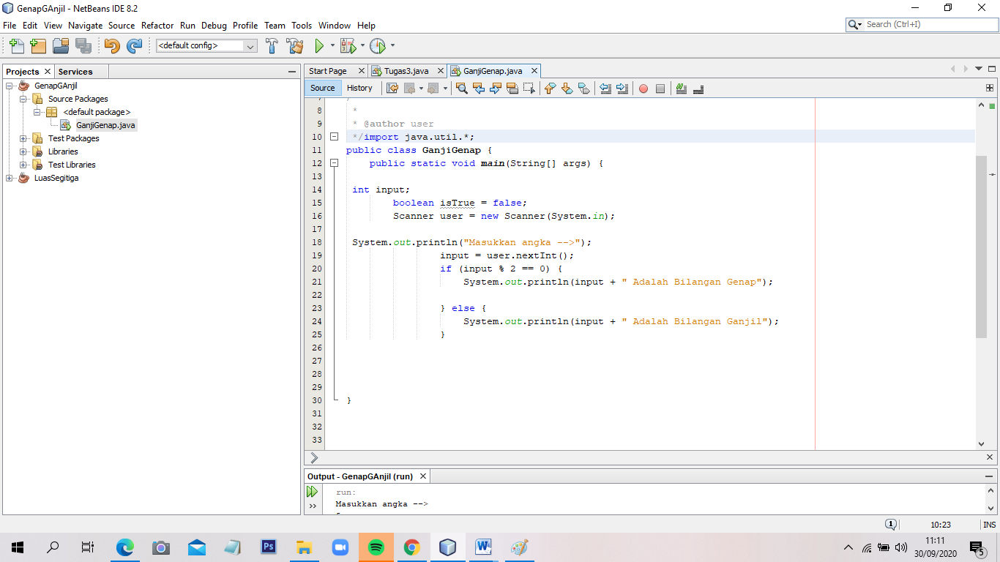 GenapGAnjil - NetBeans IDE 8.2
File Edit View Navigate Source Refactor Run Debug Profile Team Tools Window Help
Search (Ctrl+I)
<default config>
Projects Services
GenapGAnjil
Source Packages
<default package>
GanjiGenap.java
Test Packages
Libraries
Test Libraries
LuasSegitiga
Start Page Tugas3.java GanjiGenap.java
Source History
8 *
9 * @author user
10 */import java.util.*;
11 public class GanjiGenap {
12 public static void main(String[] args) {
13
14 int input;
15 boolean isTrue = false;
16 Scanner user = new Scanner(System.in);
17
18 System.out.println("Masukkan angka -->");
19 input = user.nextInt();
20 if (input % 2 == 0) {
21 System.out.println(input + " Adalah Bilangan Genap");
22
23 } else {
24 System.out.println(input + " Adalah Bilangan Ganjil");
25 }
26
27
28
29
30 }
31
32
33
Output - GenapGAnjil (run)
run:
Masukkan angka -->
1
10:23
INS
Ps
W
11:11
30/09/2020
5